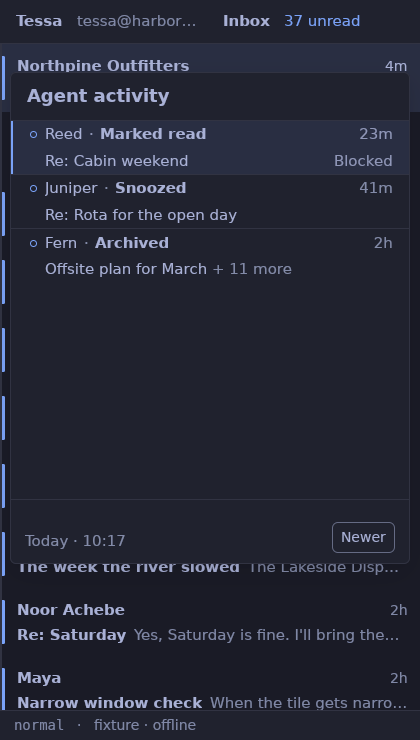 Tessa tessa@harbor… Inbox 37 unread
Northpine Outfitters 4m
Agent activity
Reed · Marked read 23m
Re: Cabin weekend Blocked
Juniper · Snoozed 41m
Re: Rota for the open day
Fern · Archived 2h
Offsite plan for March + 11 more
Today · 10:17 Newer
The week the river slowed The Lakeside Disp…
Noor Achebe 2h
Re: Saturday Yes, Saturday is fine. I'll bring the…
Maya 2h
Narrow window check When the tile gets narro…
normal · fixture · offline